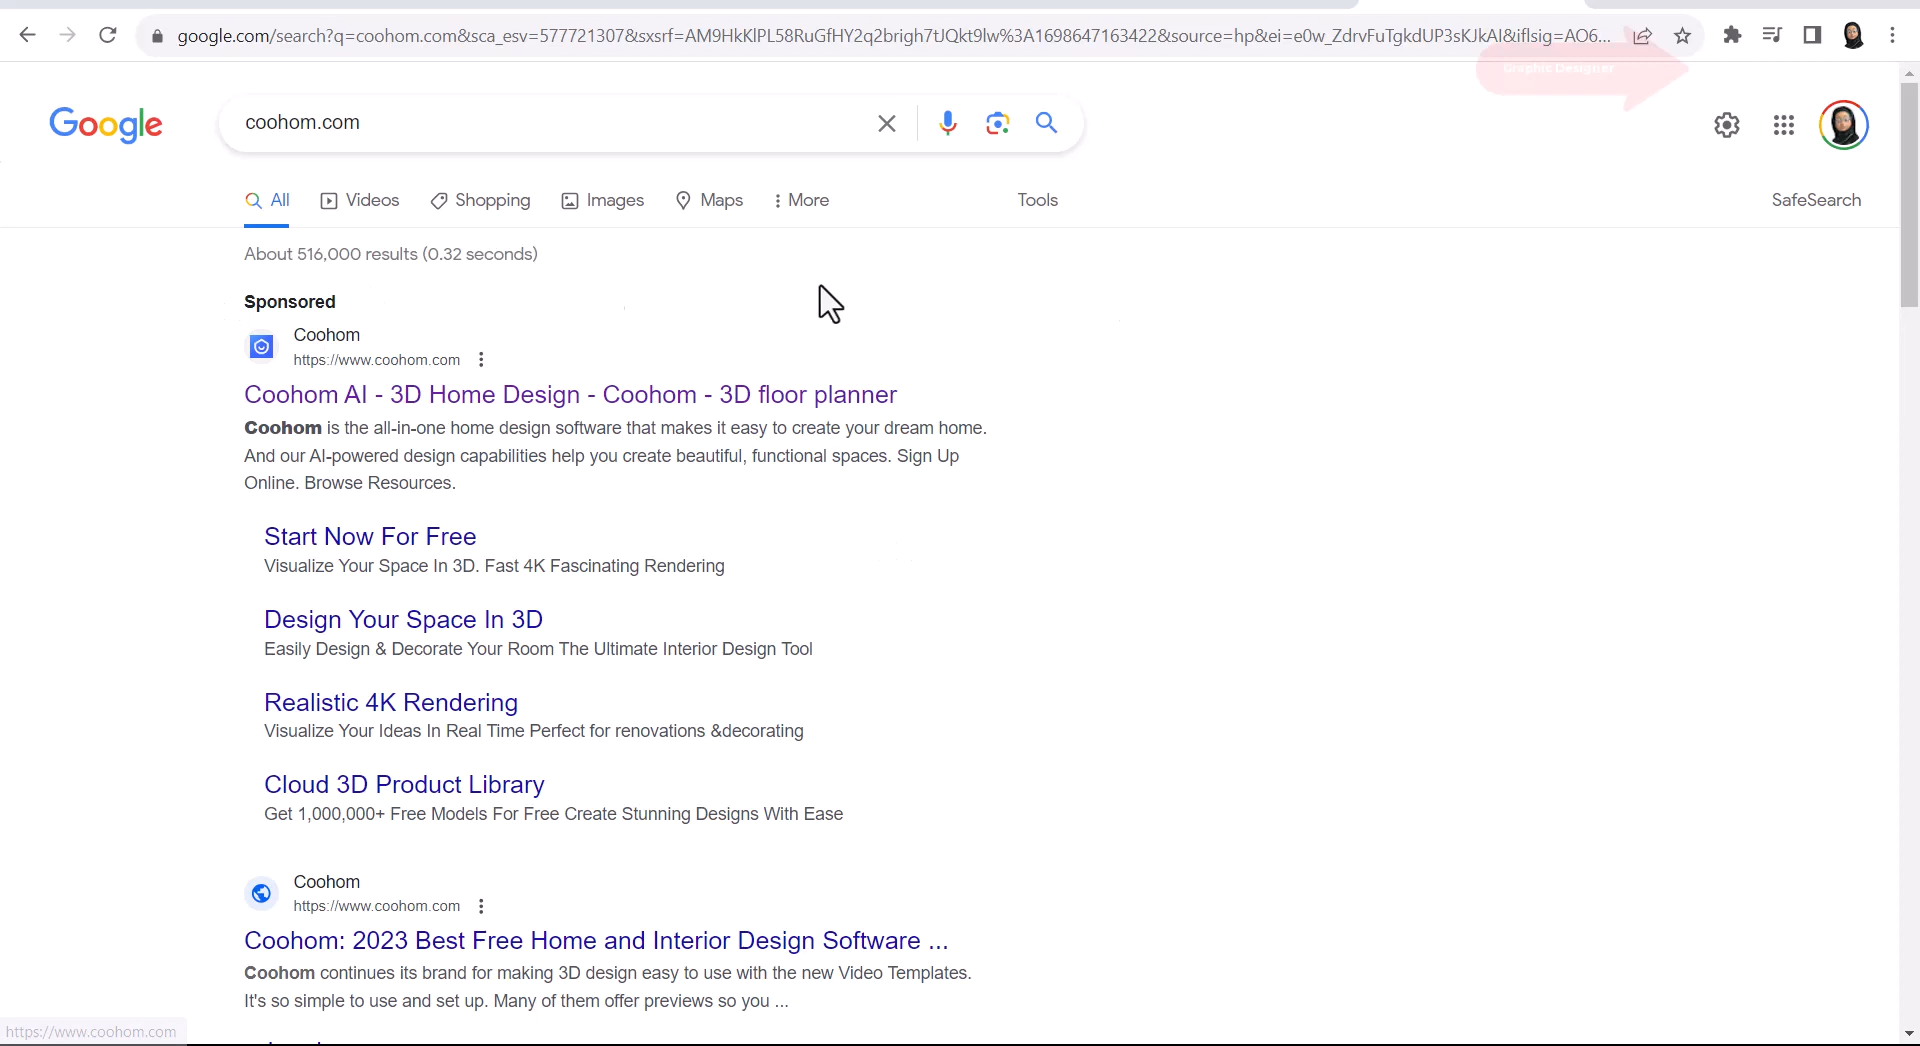 google.com/search?q=coohom.com&sca_esv=577721307&sxsrf=AM9HkKlPL58RuGfHY2q2brigh7tJQkt9lw%3A1698647163422&source=hp&ei=e0w_ZdrvFuTgkdUP3sKJkAI&iflsig=AO6...
Graphic Designer
Google
coohom.com
All
Videos
Shopping
Images
Maps
More
Tools
SafeSearch
About 516,000 results (0.32 seconds)
Sponsored
Coohom
https://www.coohom.com
Coohom AI - 3D Home Design - Coohom - 3D floor planner
Coohom is the all-in-one home design software that makes it easy to create your dream home.
And our AI-powered design capabilities help you create beautiful, functional spaces. Sign Up
Online. Browse Resources.
Start Now For Free
Visualize Your Space In 3D. Fast 4K Fascinating Rendering
Design Your Space In 3D
Easily Design & Decorate Your Room The Ultimate Interior Design Tool
Realistic 4K Rendering
Visualize Your Ideas In Real Time Perfect for renovations &decorating
Cloud 3D Product Library
Get 1,000,000+ Free Models For Free Create Stunning Designs With Ease
Coohom
https://www.coohom.com
Coohom: 2023 Best Free Home and Interior Design Software ...
Coohom continues its brand for making 3D design easy to use with the new Video Templates.
It's so simple to use and set up. Many of them offer previews so you ...
https://www.coohom.com